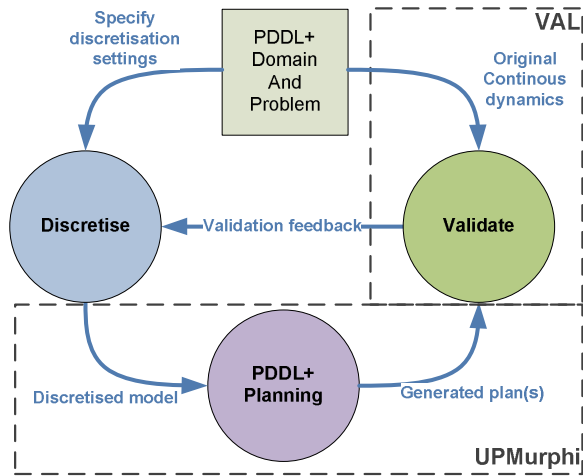 Specify
discretisation
settings
PDDL+
Domain
And
Problem
VAL
Original
Continous
dynamics
Discretise
Validation feedback
Validate
Discretised model
PDDL+
Planning
Generated plan(s)
UPMurphi